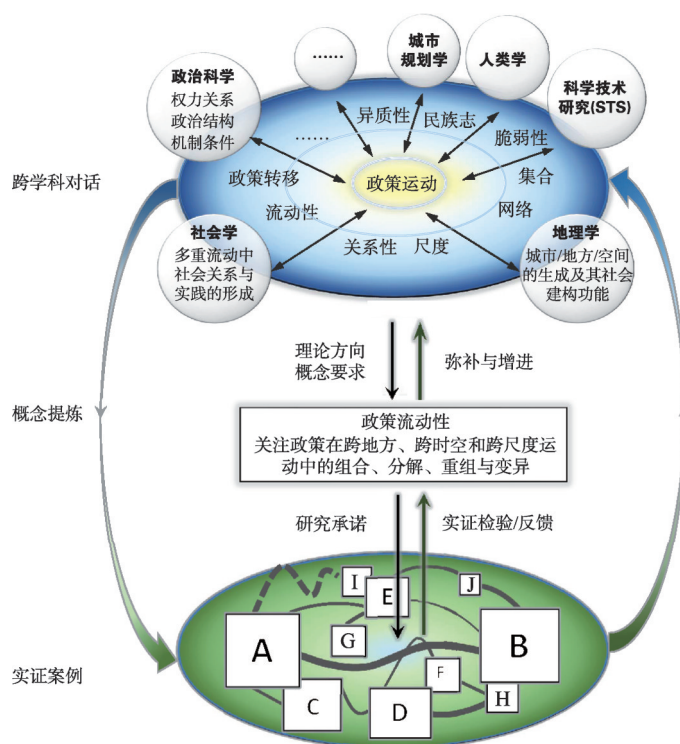 城市
规划学
人类学
……
政治科学
权力关系
政治结构
机制条件
科学技术
研究(STS)
异质性
民族志
……
脆弱性
政策转移
政策运动
集合
跨学科对话
流动性
网络
关系性
尺度
社会学
多重流动中
社会关系与
实践的形成
地理学
城市/地方/空间
的生成及其社会
建构功能
理论方向
概念要求
弥补与增进
概念提炼
政策流动性
关注政策在跨地方、跨时空和跨尺度运
动中的组合、分解、重组与变异
研究承诺
实证检验/反馈
I
E
J
G
A
B
F
实证案例
C
D
H